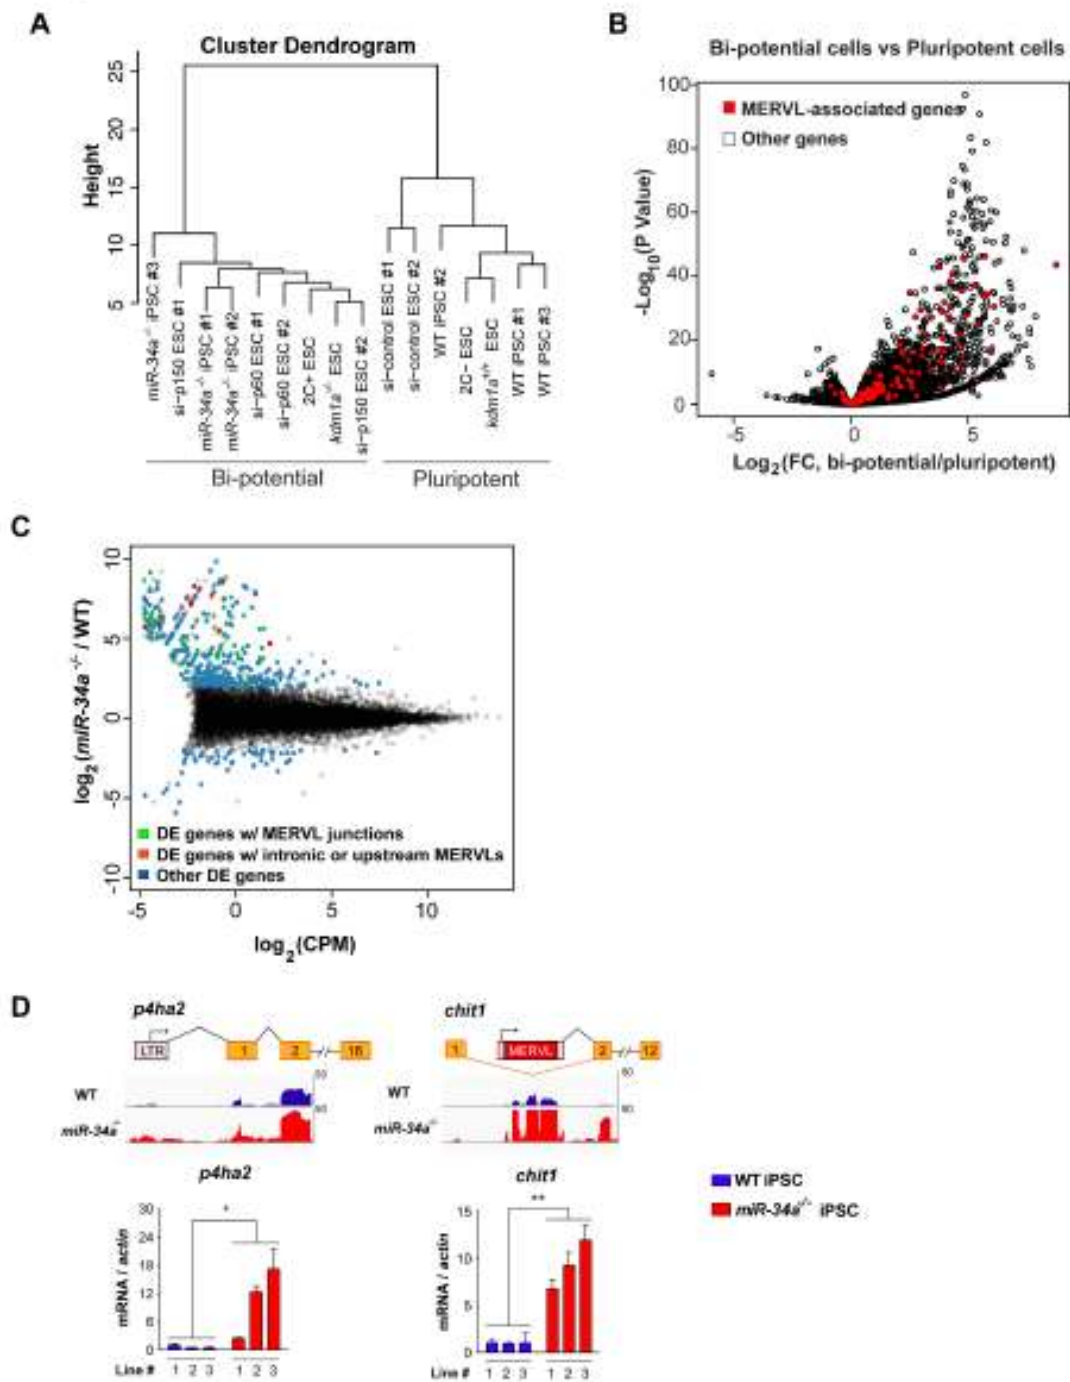 A
Cluster Dendrogram
Height
25
20
15
10
5
miR-34a-/- iPSC #3
si-p150 ESC #1
miR-34a-/- iPSC #1
miR-34a-/- iPSC #2
si-p60 ESC #1
si-p60 ESC #2
2C+ ESC
kdm1a-/- ESC
si-p150 ESC #2
si-control ESC #1
si-control ESC #2
WT iPSC #2
2C- ESC
kdm1a+/+ ESC
WT iPSC #1
WT iPSC #3
Bi-potential
Pluripotent
B
Bi-potential cells vs Pluripotent cells
MERVL-associated genes
Other genes
-Log10(P Value)
100
80
60
40
20
0
-5 0 5
Log2(FC, bi-potential/pluripotent)
C
log2(miR-34a-/- / WT)
10
5
0
-5
-10
DE genes w/ MERVL junctions
DE genes w/ intronic or upstream MERVLs
Other DE genes
-5 0 5 10
log2(CPM)
D
p4ha2
LTR 1 2 16
WT
miR-34a-/-
chit1
1 MERVL 2 12
WT
miR-34a-/-
p4ha2
mRNA / actin
30
24
18
12
6
0
*
Line # 1 2 3 1 2 3
chit1
mRNA / actin
15
10
5
0
**
Line # 1 2 3 1 2 3
WT iPSC
miR-34a-/- iPSC